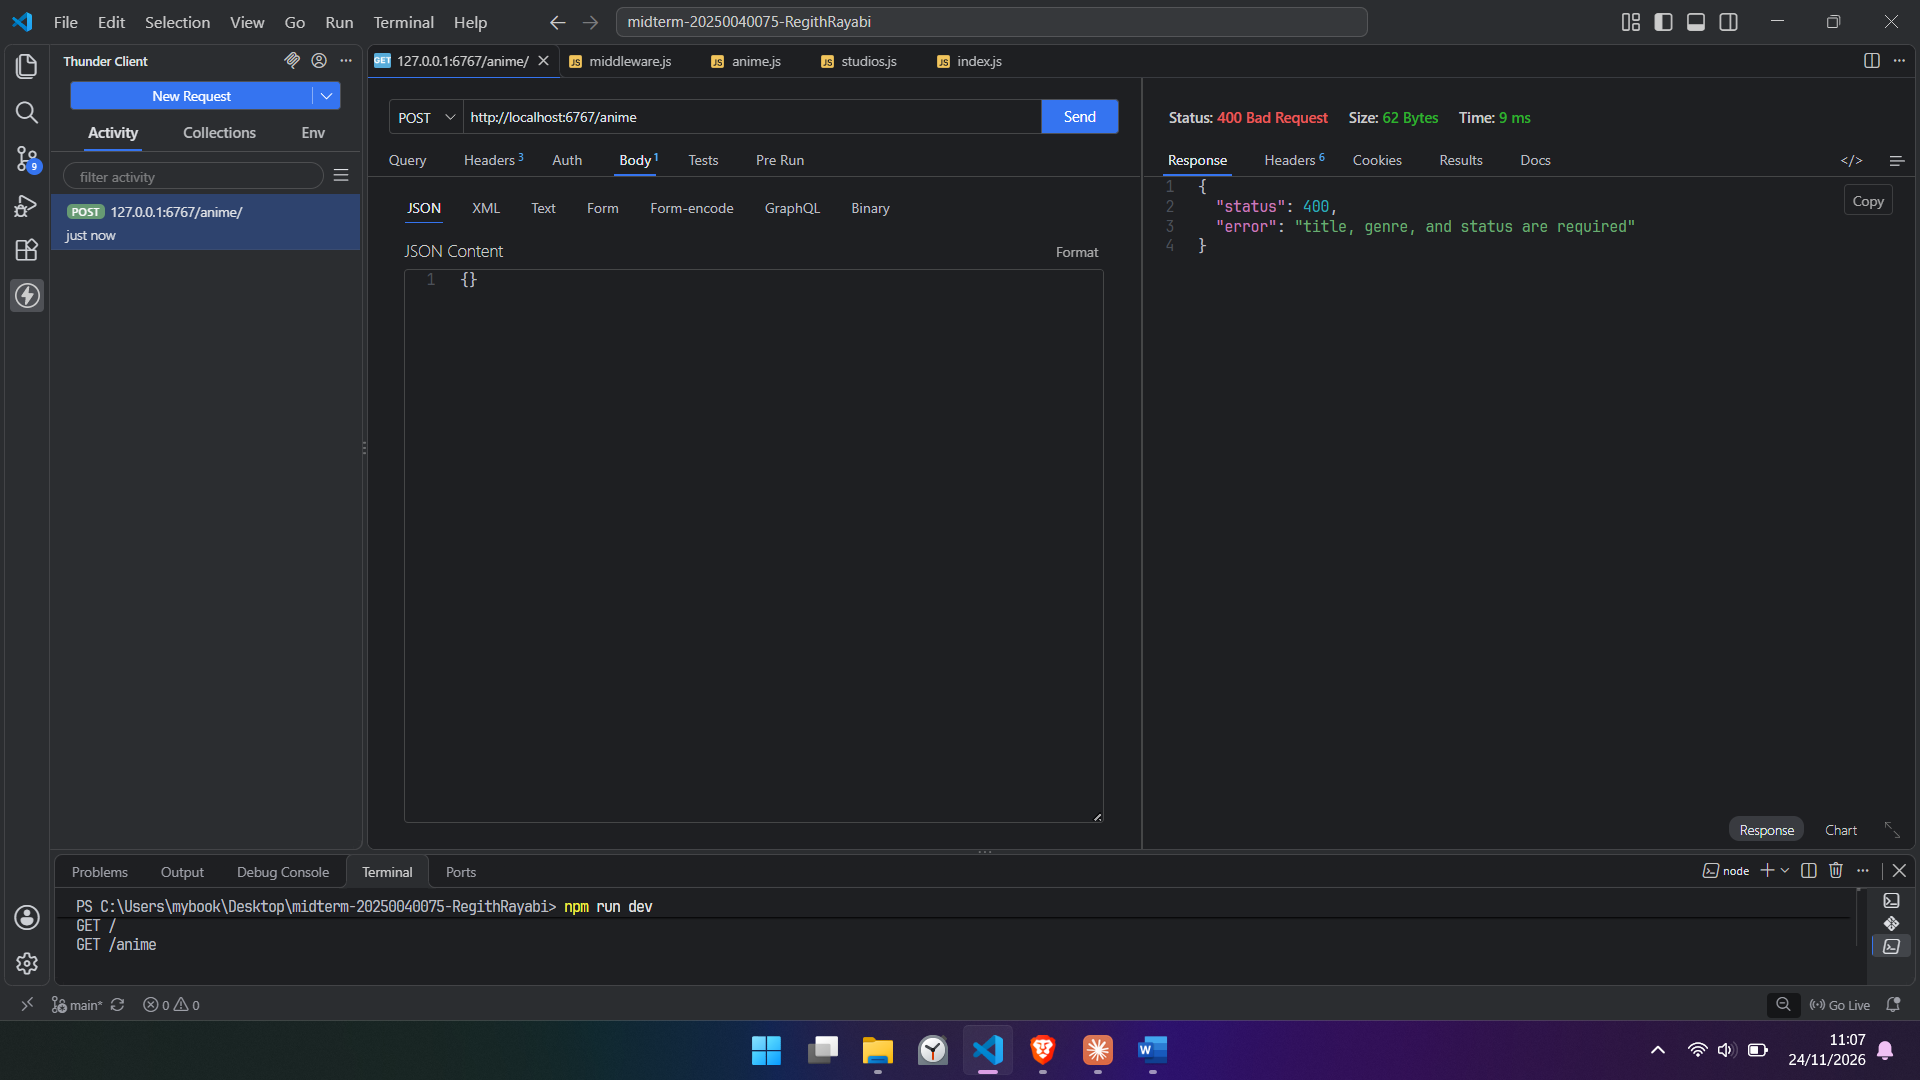 File Edit Selection View Go Run Terminal Help
midterm-20250040075-RegithRayabi
Thunder Client
New Request
Activity Collections Env
filter activity
POST 127.0.0.1:6767/anime/
just now
9
GET 127.0.0.1:6767/anime/
JS middleware.js
JS anime.js
JS studios.js
JS index.js
POST http://localhost:6767/anime Send
Query Headers 3 Auth Body 1 Tests Pre Run
JSON XML Text Form Form-encode GraphQL Binary
JSON Content Format
1 {}
Status: 400 Bad Request Size: 62 Bytes Time: 9 ms
Response Headers 6 Cookies Results Docs </>
Copy
1 {
2 "status": 400,
3 "error": "title, genre, and status are required"
4 }
Response Chart
Problems Output Debug Console Terminal Ports
node
PS C:\Users\mybook\Desktop\midterm-20250040075-RegithRayabi> npm run dev
GET /
GET /anime
main* 0 0
Go Live
W
11:07
24/11/2026